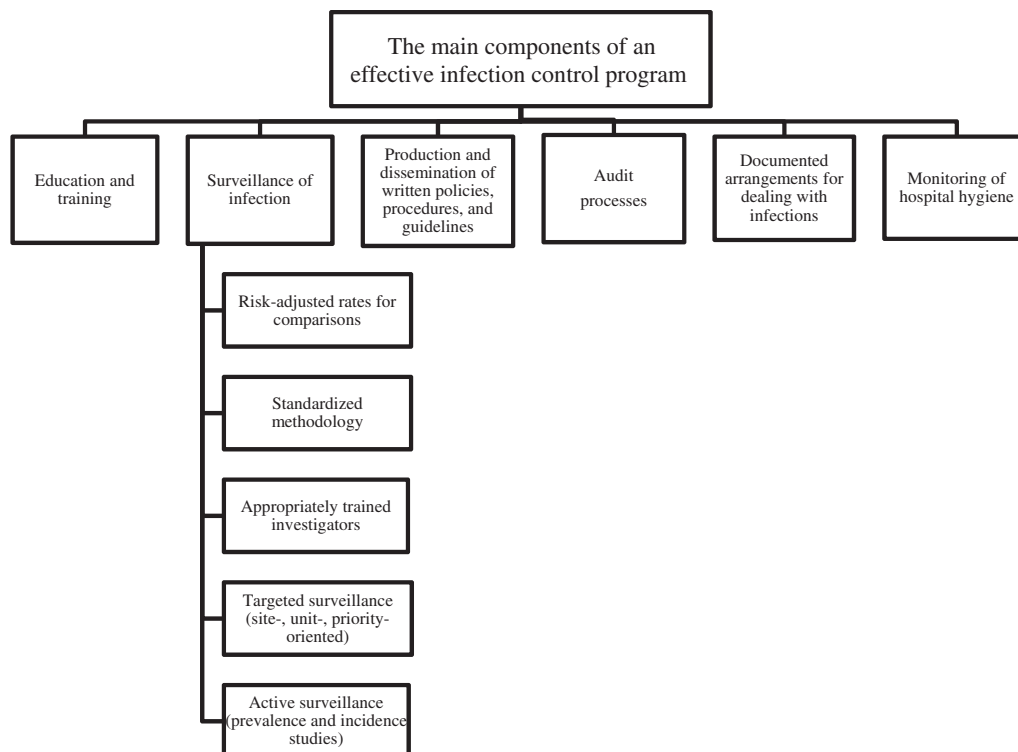 The main components of an
effective infection control program
Education and
training
Surveillance of
infection
Production and
dissemination of
written policies,
procedures, and
guidelines
Audit
processes
Documented
arrangements for
dealing with
infections
Monitoring of
hospital hygiene
Risk-adjusted rates for
comparisons
Standardized
methodology
Appropriately trained
investigators
Targeted surveillance
(site-, unit-, priority-
oriented)
Active surveillance
(prevalence and incidence
studies)